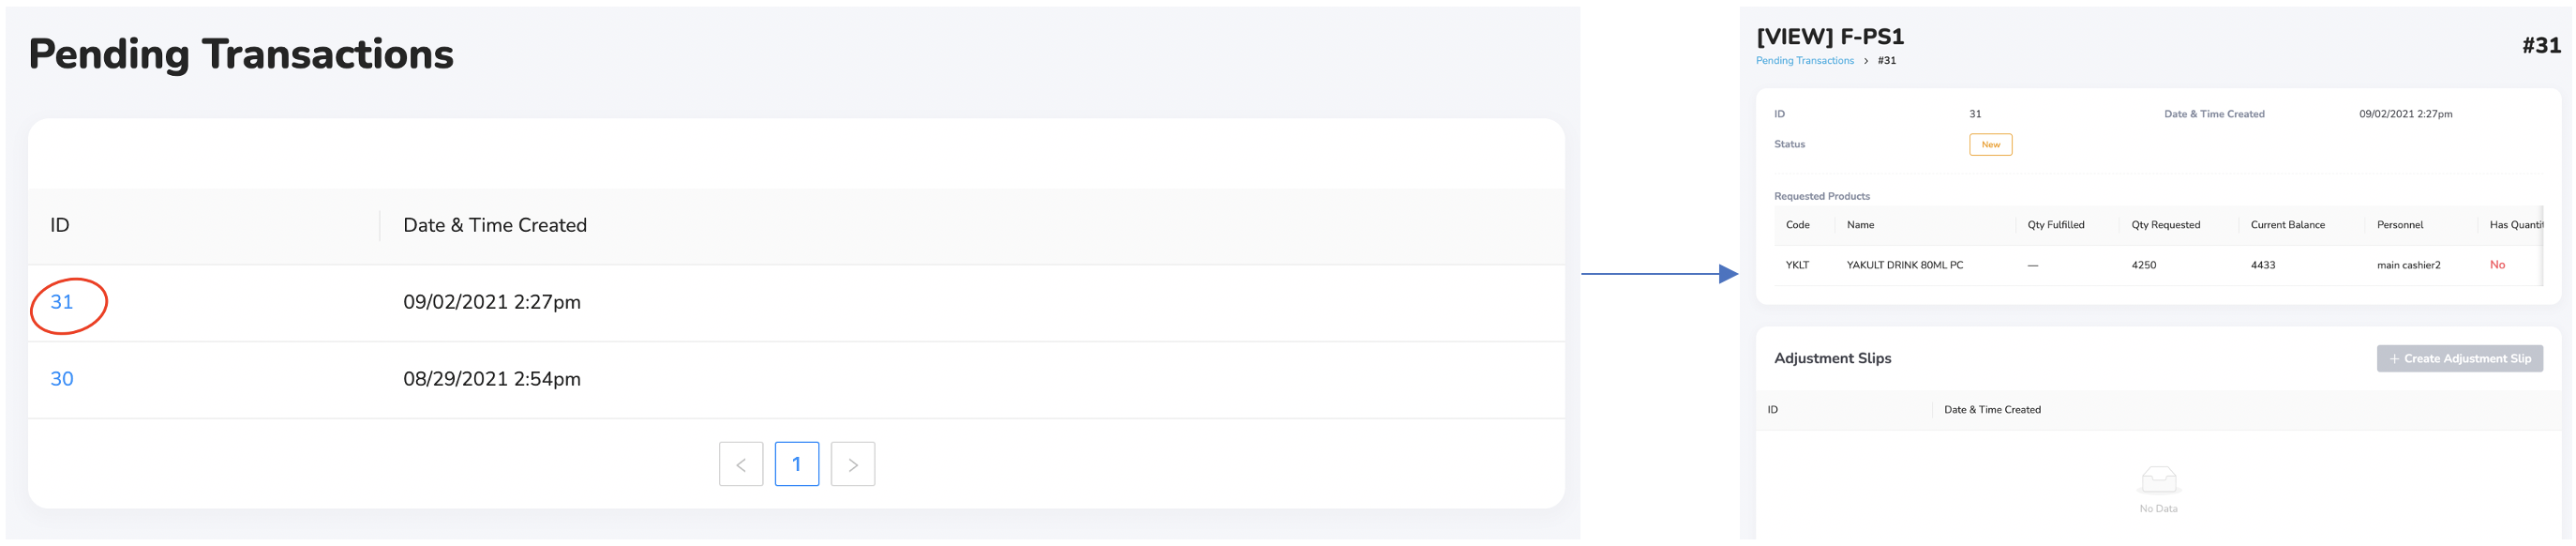 Pending Transactions
ID Date & Time Created
31 09/02/2021 2:27pm
30 08/29/2021 2:54pm
< 1 >
[VIEW] F-PS1
#31
Pending Transactions > #31
ID 31 Date & Time Created 09/02/2021 2:27pm
Status New
Requested Products
Code Name Qty Fulfilled Qty Requested Current Balance Personnel Has Quantit
YKLT YAKULT DRINK 80ML PC — 4250 4433 main cashier2 No
Adjustment Slips + Create Adjustment Slip
ID Date & Time Created
No Data